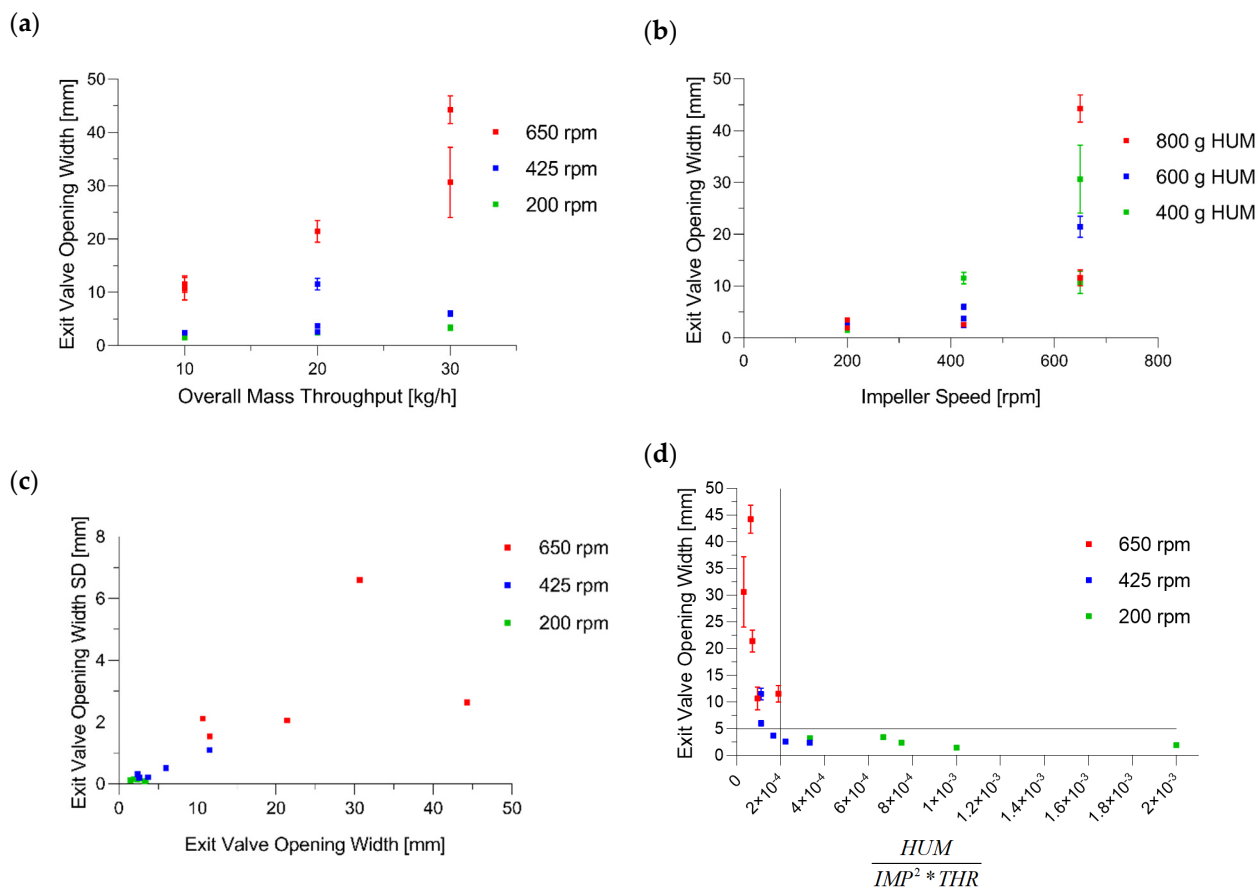 (a)
Exit Valve Opening Width [mm]
50
40
30
20
10
0
10
20
30
Overall Mass Throughput [kg/h]
650 rpm
425 rpm
200 rpm
(b)
Exit Valve Opening Width [mm]
50
40
30
20
10
0
0
200
400
600
800
Impeller Speed [rpm]
800 g HUM
600 g HUM
400 g HUM
(c)
Exit Valve Opening Width SD [mm]
8
6
4
2
0
0
10
20
30
40
50
Exit Valve Opening Width [mm]
650 rpm
425 rpm
200 rpm
(d)
Exit Valve Opening Width [mm]
50
45
40
35
30
25
20
15
10
5
0
0
2×10⁻⁴
4×10⁻⁴
6×10⁻⁴
8×10⁻⁴
1×10⁻³
1.2×10⁻³
1.4×10⁻³
1.6×10⁻³
1.8×10⁻³
2×10⁻³
650 rpm
425 rpm
200 rpm
HUM
IMP² * THR